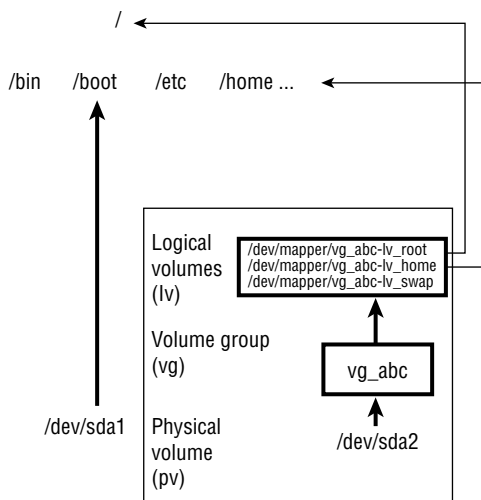 /
/bin /boot /etc /home ...
Logical
volumes
(lv)
/dev/mapper/vg_abc-lv_root
/dev/mapper/vg_abc-lv_home
/dev/mapper/vg_abc-lv_swap
Volume group
(vg)
vg_abc
/dev/sda1
Physical
volume
(pv)
/dev/sda2